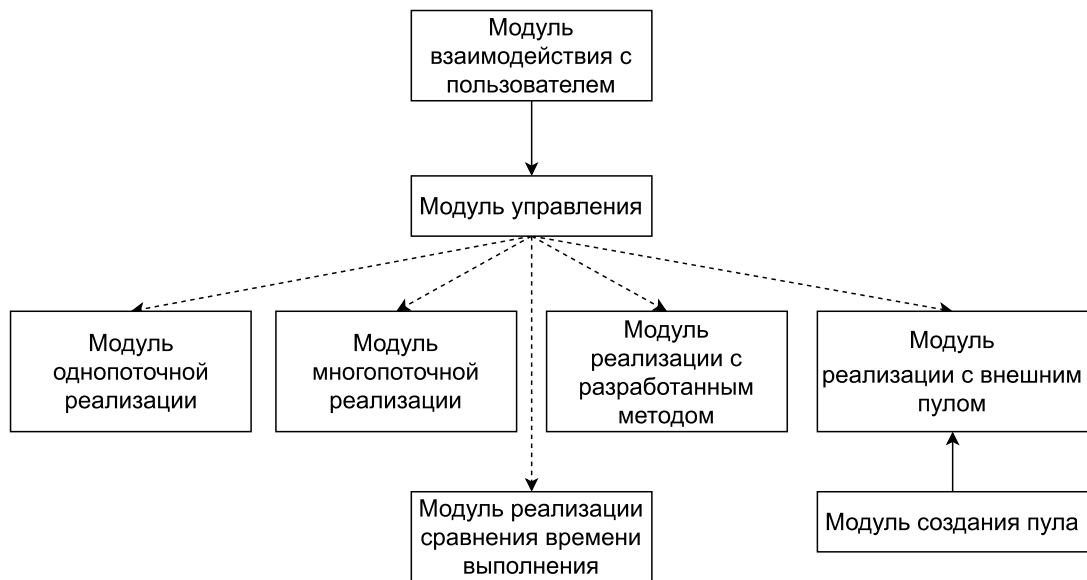 Модуль
взаимодействия с
пользователем
Модуль управления
Модуль
однопоточной
реализации
Модуль
многопоточной
реализации
Модуль
реализации с
разработанным
методом
Модуль
реализации с внешним
пулом
Модуль реализации
сравнения времени
выполнения
Модуль создания пула